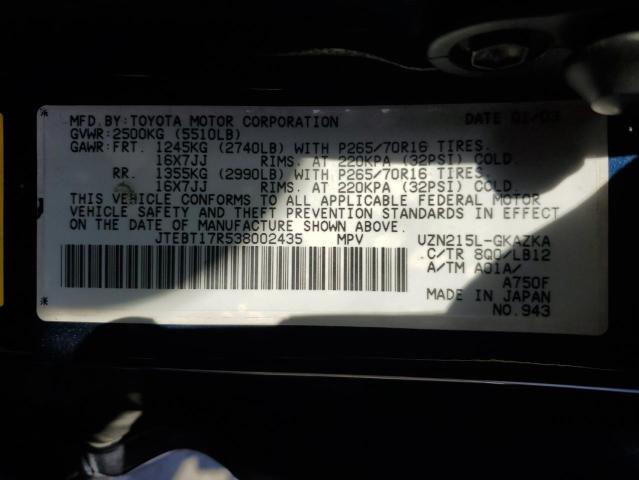 MFD.BY:TOYOTA MOTOR CORPORATION DATE 01/03
GVWR:2500KG (5510LB)
GAWR:FRT. 1245KG (2740LB) WITH P265/70R16 TIRES.
16X7JJ RIMS. AT 220KPA (32PSI) COLD.
RR. 1355KG (2990LB) WITH P265/70R16 TIRES.
16X7JJ RIMS. AT 220KPA (32PSI) COLD.
THIS VEHICLE CONFORMS TO ALL APPLICABLE FEDERAL MOTOR
VEHICLE SAFETY AND THEFT PREVENTION STANDARDS IN EFFECT
ON THE DATE OF MANUFACTURE SHOWN ABOVE.
JTEBT17R538002435 MPV UZN215L-GKAZKA
C/TR 8Q0/LB12
A/TM A01A/
A750F
MADE IN JAPAN
NO.943